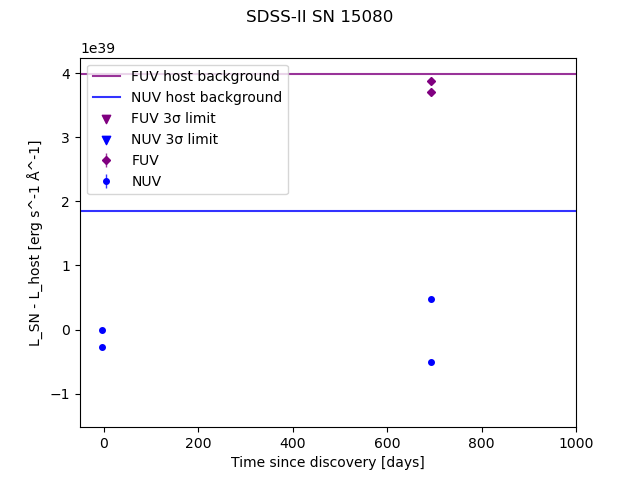 SDSS-II SN 15080
1e39
FUV host background
NUV host background
FUV 3σ limit
NUV 3σ limit
FUV
NUV
4
3
2
1
0
−1
L_SN - L_host [erg s^-1 Å^-1]
0 200 400 600 800 1000
Time since discovery [days]